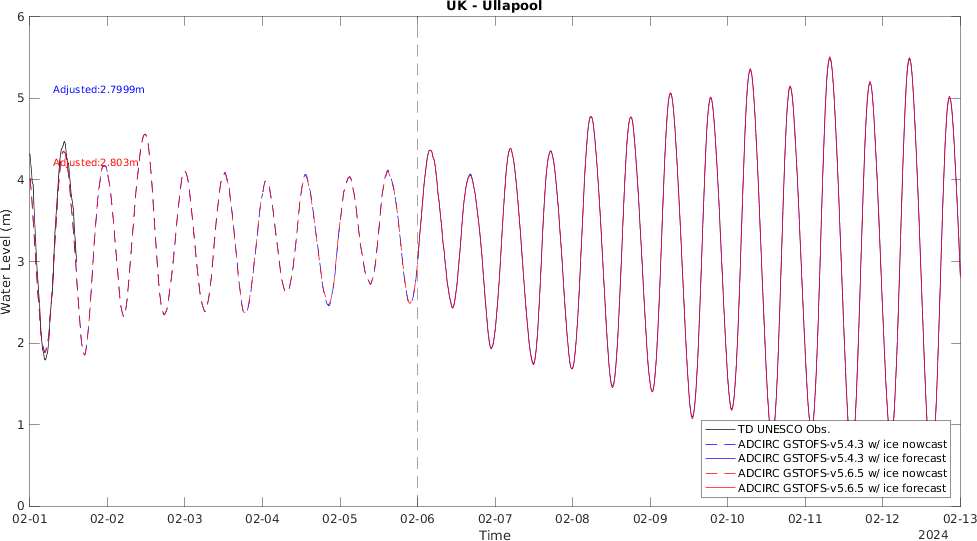 UK - Ullapool
6
5
4
3
2
1
0
Water Level (m)
Adjusted:2.7999m
Adjusted:2.803m
TD UNESCO Obs.
ADCIRC GSTOFS-v5.4.3 w/ ice nowcast
ADCIRC GSTOFS-v5.4.3 w/ ice forecast
ADCIRC GSTOFS-v5.6.5 w/ ice nowcast
ADCIRC GSTOFS-v5.6.5 w/ ice forecast
02-01 02-02 02-03 02-04 02-05 02-06 02-07 02-08 02-09 02-10 02-11 02-12 02-13
Time
2024